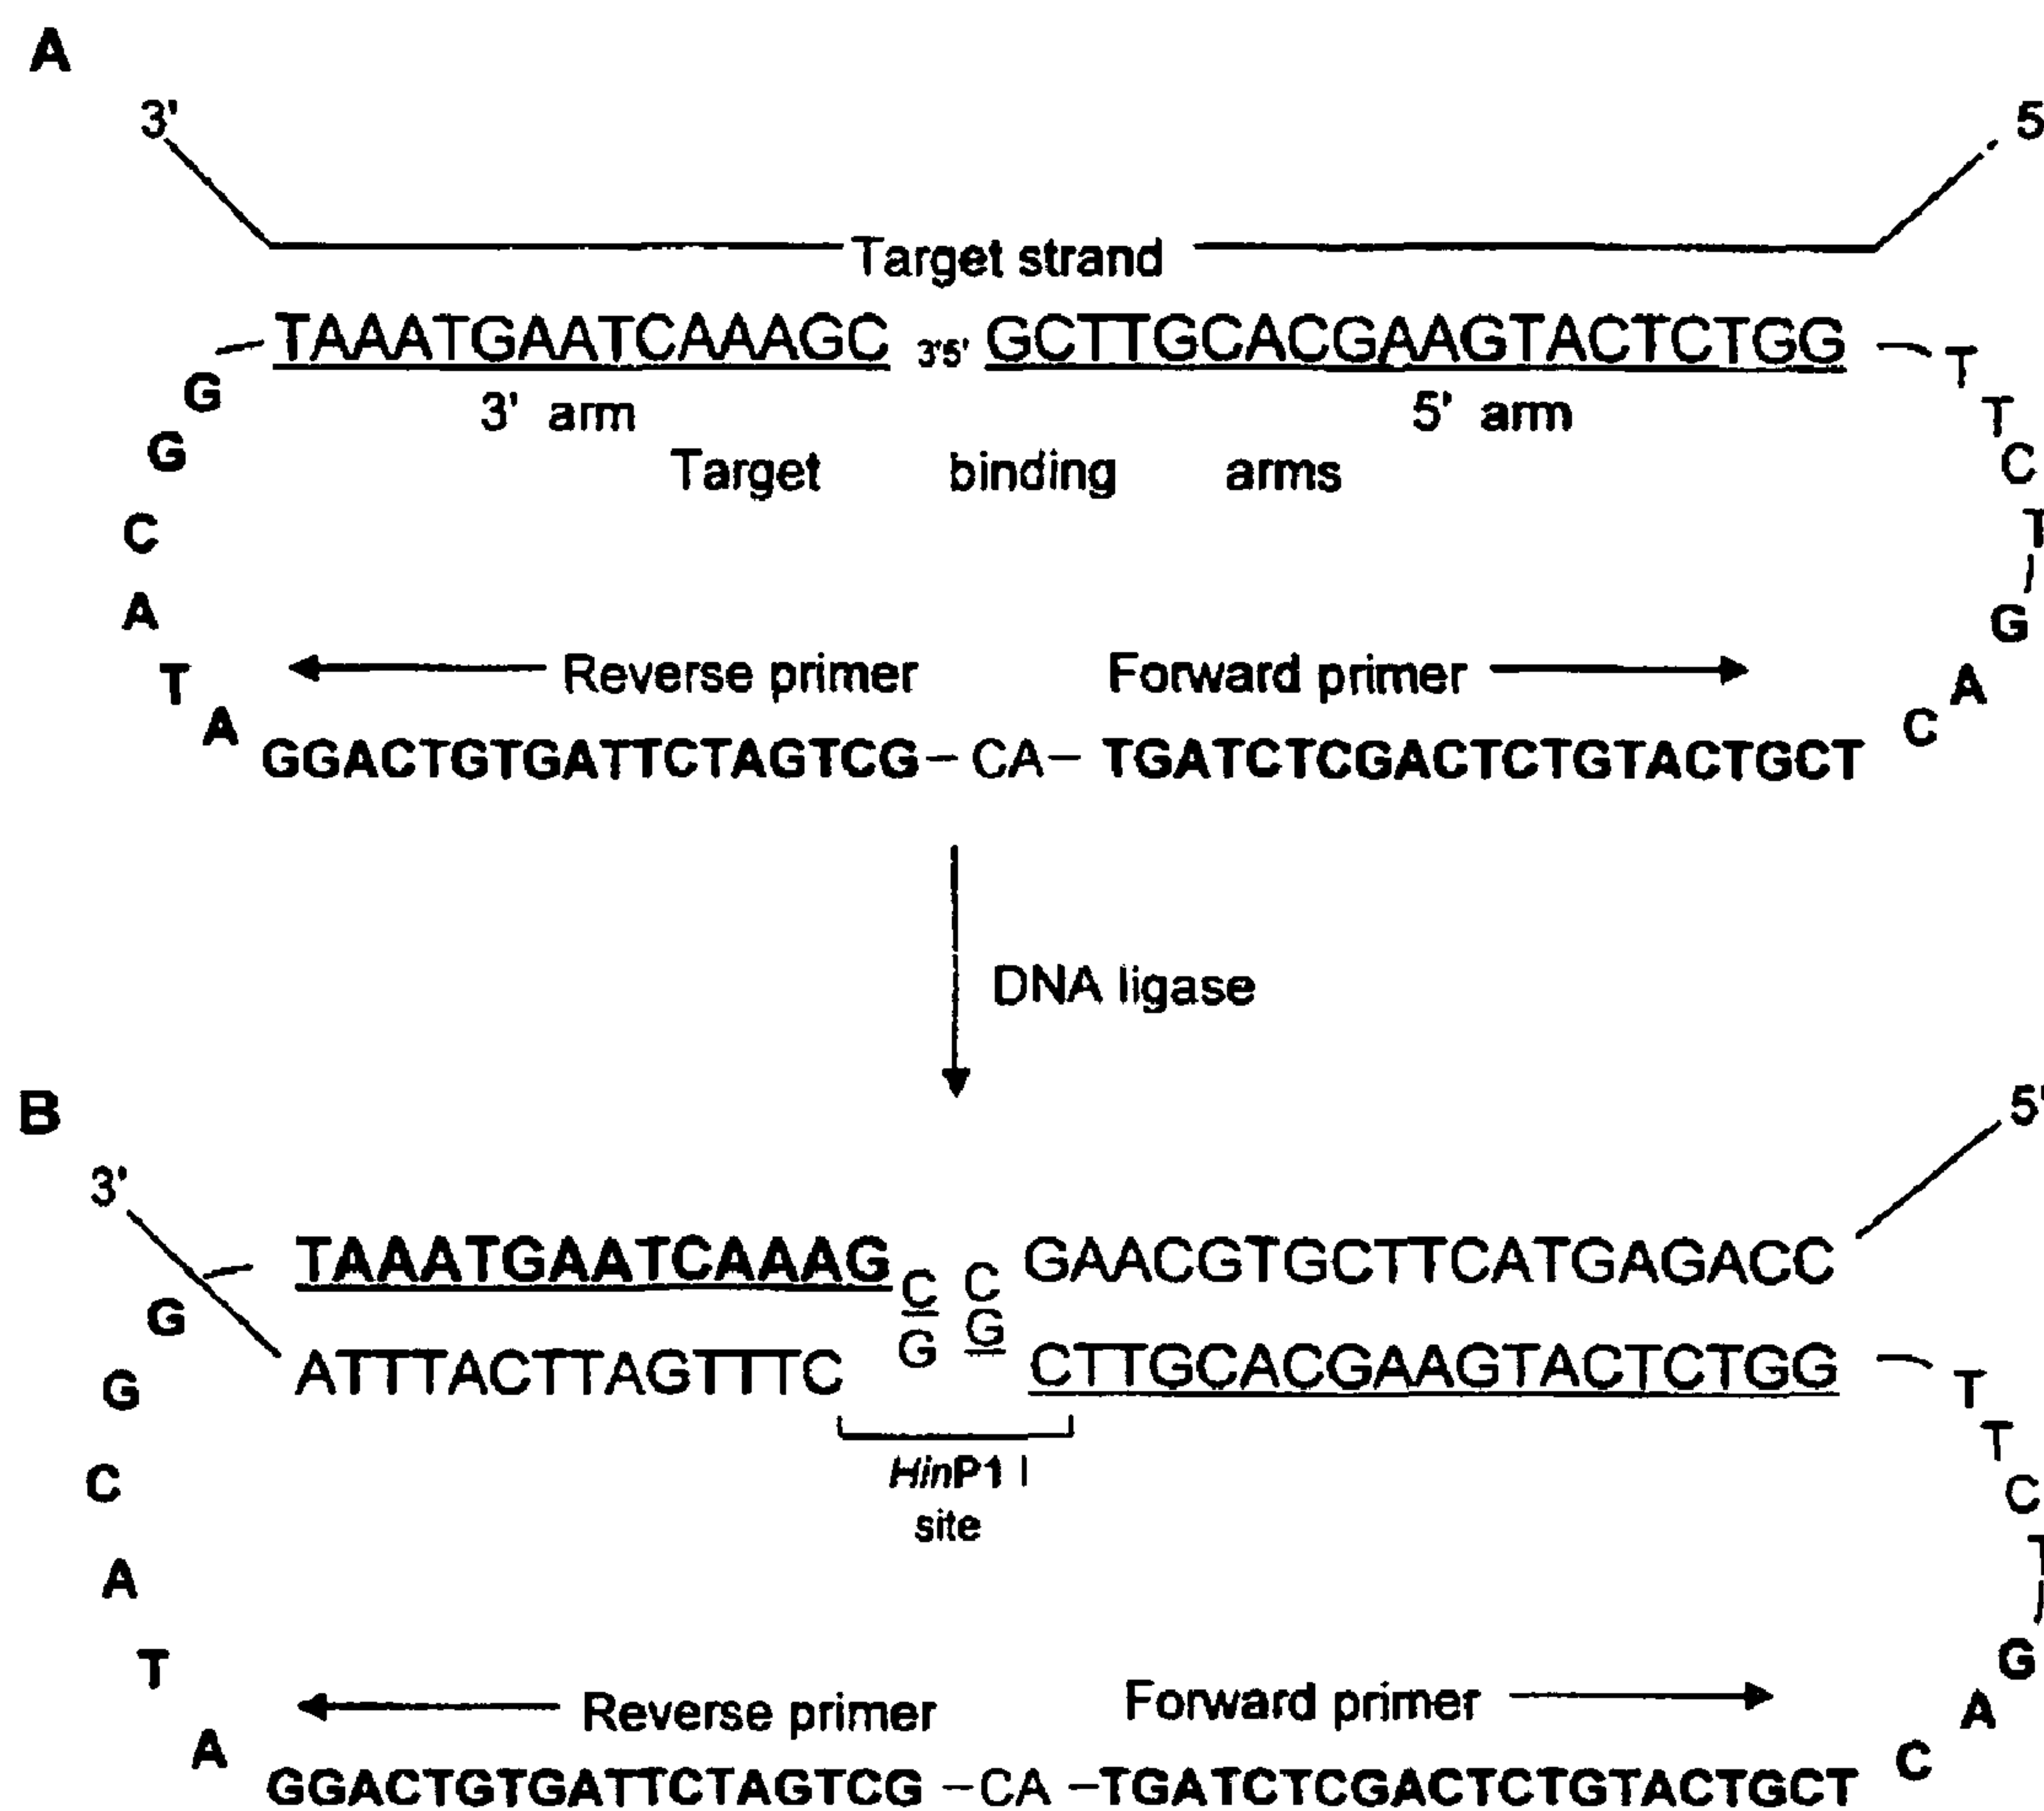 A
3' 5
Target strand
TAAATGAATCAAAGC 3'5' GCTTGCACGAAGTACTCTGG
3' arm 5' arm
Target binding arms
G
G
C
A
T
A
T
T
C
T
G
A
C
Reverse primer Forward primer
GGACTGTGATTCTAGTCG – CA – TGATCTCGACTCTGTACTGCT
DNA ligase
B
3' 5'
TAAATGAATCAAAG C C GAACGTGCTTCATGAGACC
ATTTACTTAGTTTC G G CTTGCACGAAGTACTCTGG
HinP1 I
site
G
G
C
A
T
A
T
T
C
T
G
A
C
Reverse primer Forward primer
GGACTGTGATTCTAGTCG –CA –TGATCTCGACTCTGTACTGCT